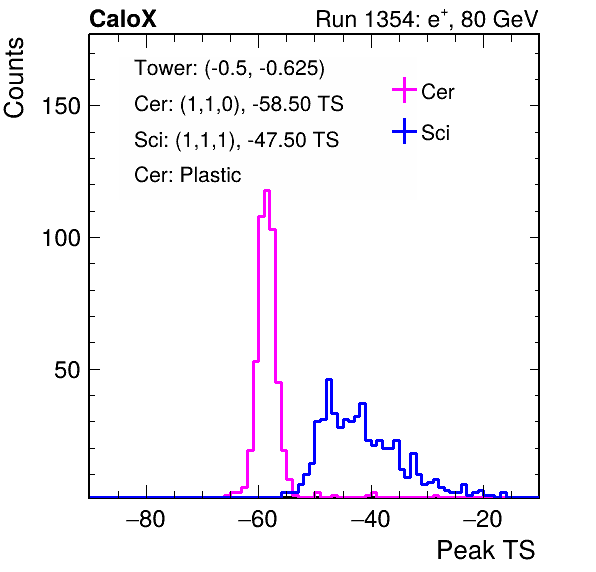 CaloX Run 1354: e+, 80 GeV
Counts
Tower: (-0.5, -0.625)
Cer: (1,1,0), -58.50 TS
Sci: (1,1,1), -47.50 TS
Cer: Plastic
Cer
Sci
150
100
50
−80 −60 −40 −20
Peak TS